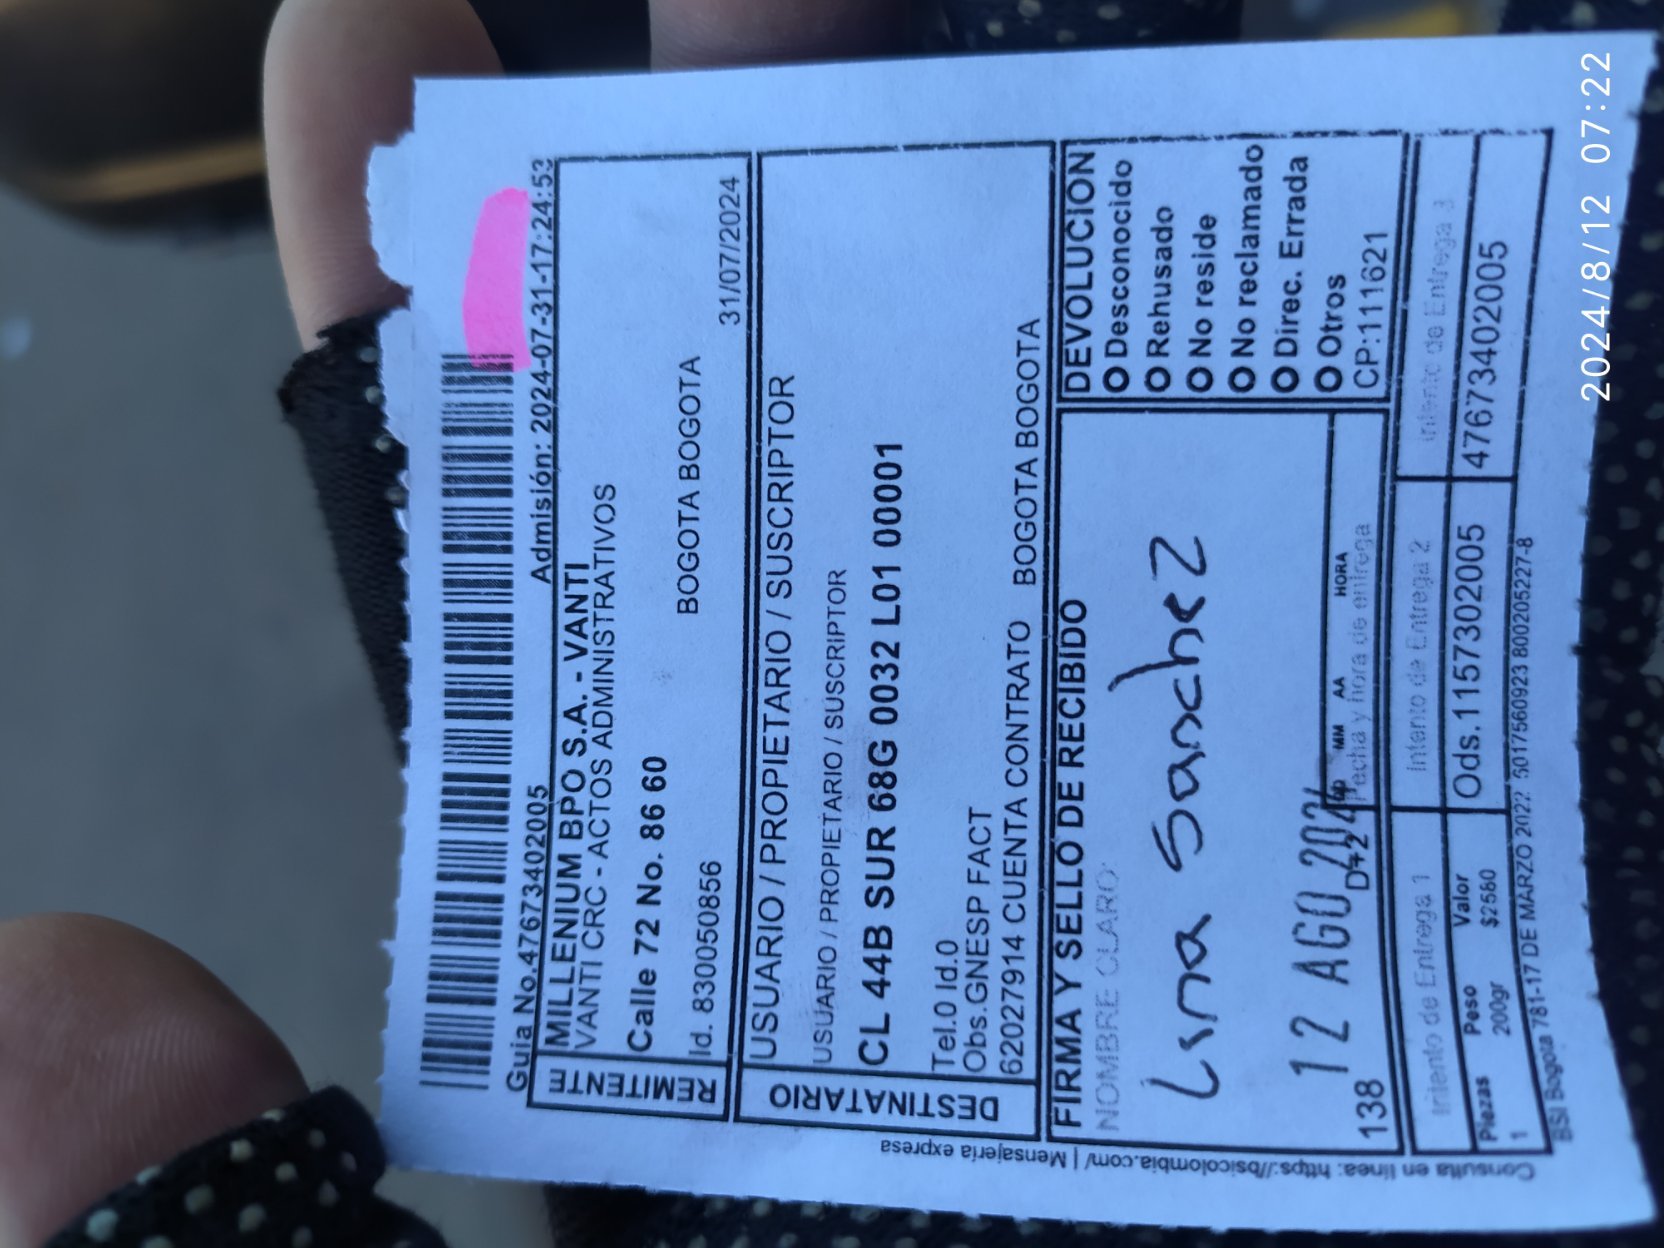 Guia No.47673402005 Admisión: 2024-07-31-17:24:53
REMITENTE
MILLENIUM BPO S.A. - VANTI
VANTI CRC - ACTOS ADMINISTRATIVOS
Calle 72 No. 86 60
BOGOTA BOGOTA
Id. 830050856 31/07/2024
DESTINATARIO
USUARIO / PROPIETARIO / SUSCRIPTOR
USUARIO / PROPIETARIO / SUSCRIPTOR
CL 44B SUR 68G 0032 L01 00001
Tel.0 Id.0
Obs.GNESP FACT
62027914 CUENTA CONTRATO BOGOTA BOGOTA
FIRMA Y SELLO DE RECIBIDO
NOMBRE CLARO:
Lina Sanchez
12 AGO 2024
138 D+2
DD MM AA HORA
Fecha y hora de entrega
DEVOLUCION
Desconocido
Rehusado
No reside
No reclamado
Direc. Errada
Otros
CP:111621
Intento de Entrega 1 Intento de Entrega 2 Intento de Entrega 3
Piezas Peso Valor
1 200gr $2580
Ods.1157302005 47673402005
BSI Bogota 781-17 DE MARZO 2022 5017560923 800205227-8
Consulta en línea: https://bsicolombia.com/ | Mensajería expresa
2024/8/12 07:22